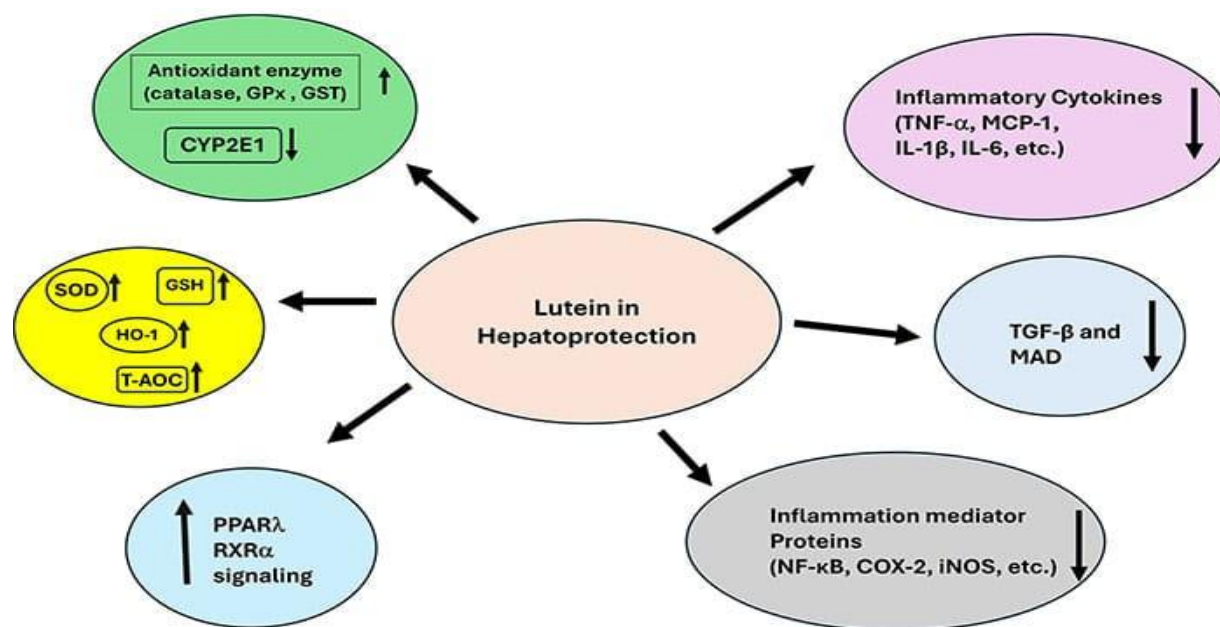 Antioxidant enzyme ↑
(catalase, GPx , GST)
CYP2E1 ↓
Inflammatory Cytokines
(TNF-α, MCP-1,
IL-1β, IL-6, etc.) ↓
SOD ↑ GSH ↑
HO-1 ↑
T-AOC ↑
Lutein in
Hepatoprotection
TGF-β and
MAD ↓
PPARλ
RXRα
signaling ↑
Inflammation mediator
Proteins
(NF-κB, COX-2, iNOS, etc.) ↓